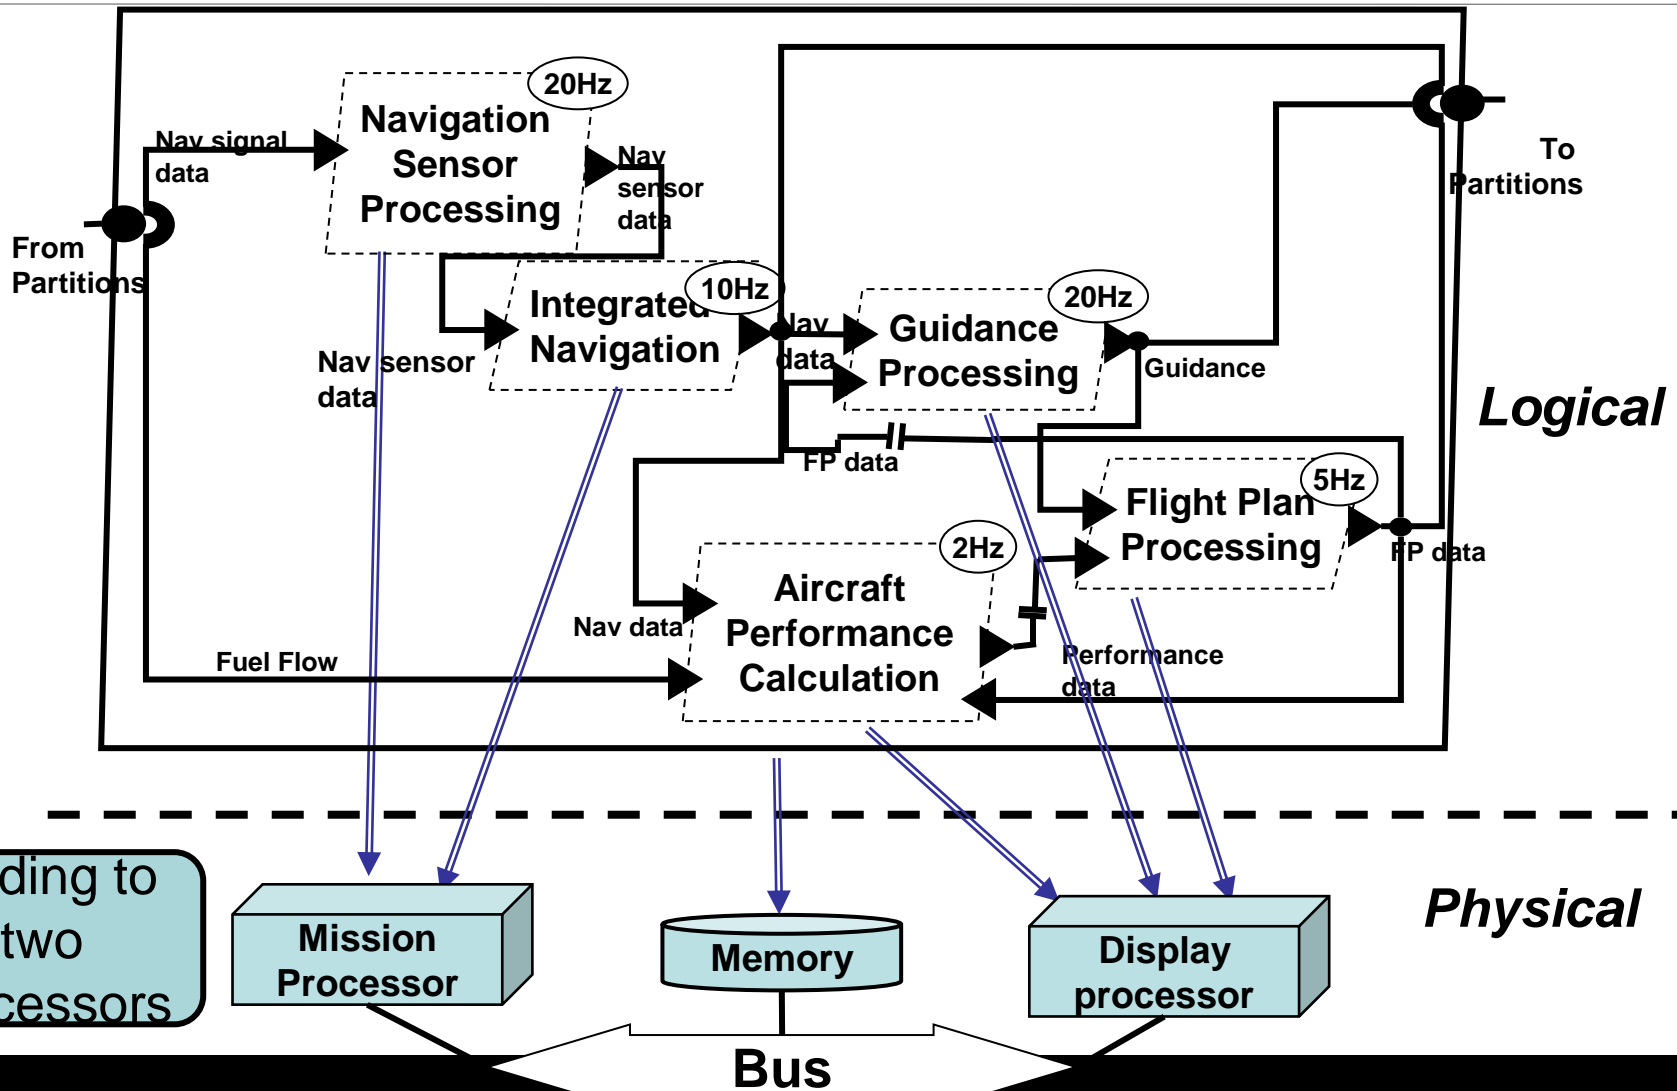 20Hz
Navigation
Sensor
Processing
Nav signal
data
Nav
sensor
data
To
Partitions
From
Partitions
10Hz
Integrated
Navigation
Nav
data
20Hz
Guidance
Processing
Guidance
Nav sensor
data
Logical
FP data
5Hz
Flight Plan
Processing
FP data
2Hz
Aircraft
Performance
Calculation
Nav data
Fuel Flow
Performance
data
ding to
two
cessors
Mission
Processor
Memory
Display
processor
Physical
Bus